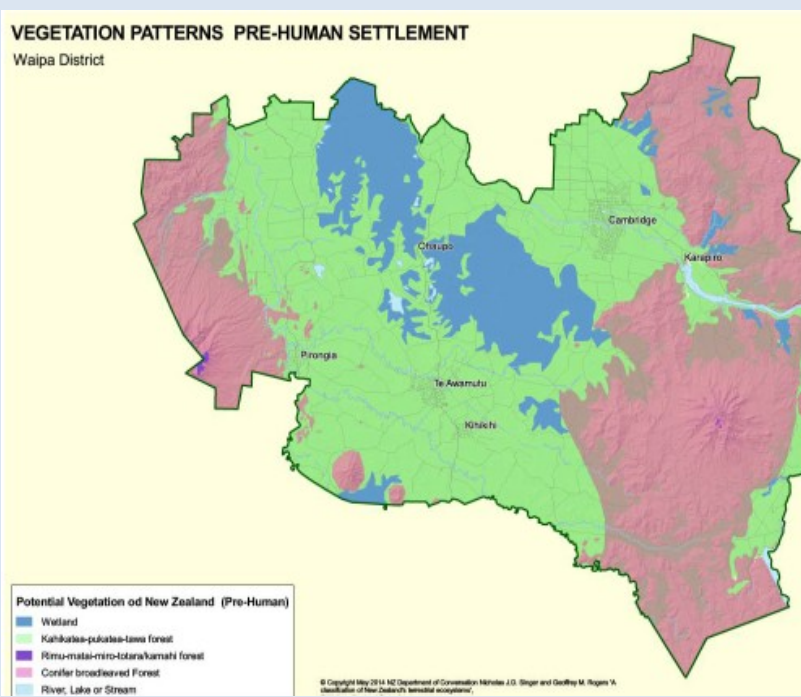 VEGETATION PATTERNS PRE-HUMAN SETTLEMENT
Waipa District
Cambridge
Ohaupo
Karapiro
Pirongia
Te Awamutu
Kihikihi
Potential Vegetation od New Zealand (Pre-Human)
Wetland
Kahikatea-pukatea-tawa forest
Rimu-matai-miro-totara/kamahi forest
Conifer broadleaved Forest
River, Lake or Stream
© Copyright May 2014 NZ Department of Conversation Nicholas J.D. Singer and Geoffrey M. Rogers 'A
classification of New Zealand's terrestrial ecosystems',